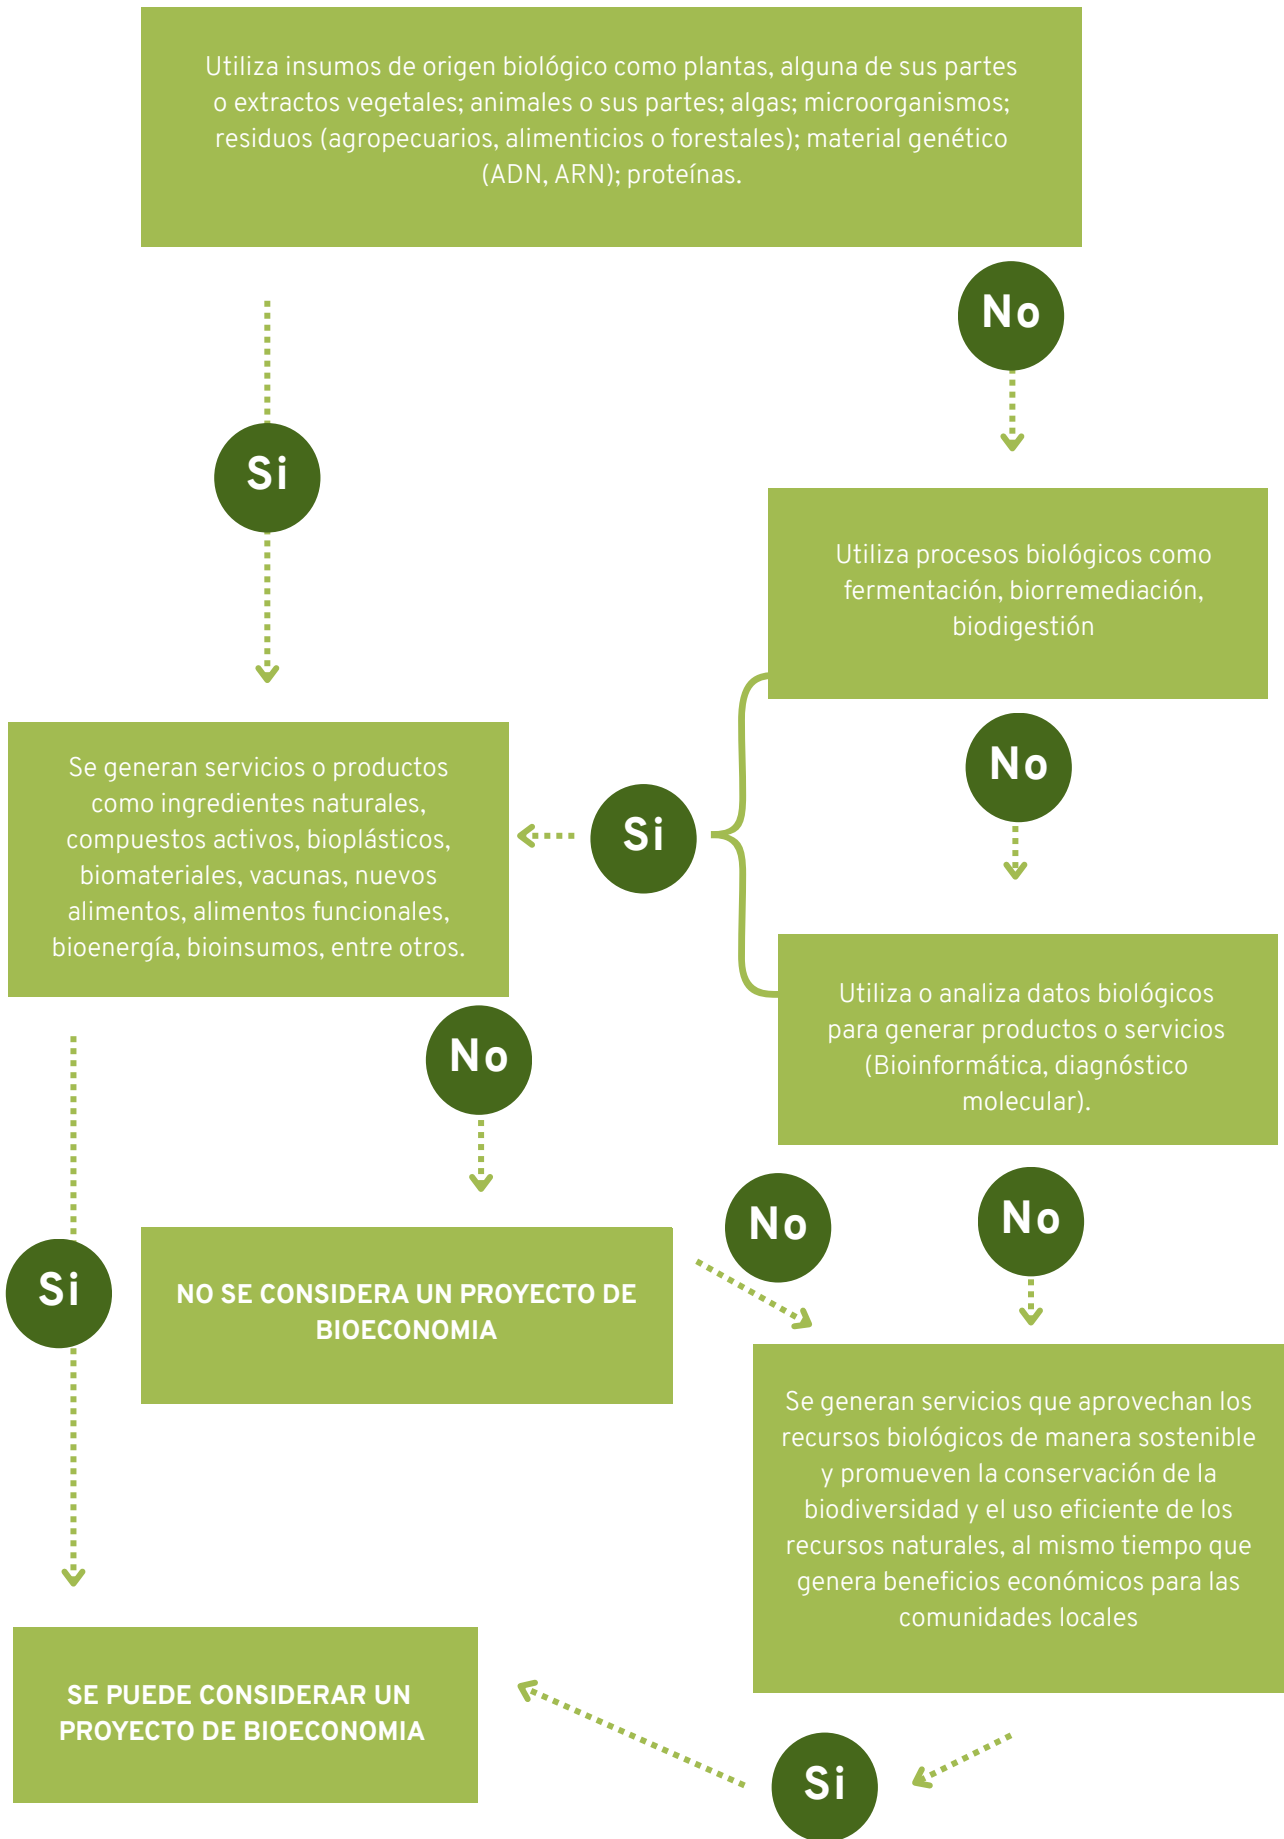 Utiliza insumos de origen biológico como plantas, alguna de sus partes
o extractos vegetales; animales o sus partes; algas; microorganismos;
residuos (agropecuarios, alimenticios o forestales); material genético
(ADN, ARN); proteínas.
No
Si
Utiliza procesos biológicos como
fermentación, biorremediación,
biodigestión
No
Se generan servicios o productos
como ingredientes naturales,
compuestos activos, bioplásticos,
biomateriales, vacunas, nuevos
alimentos, alimentos funcionales,
bioenergía, bioinsumos, entre otros.
Si
Utiliza o analiza datos biológicos
para generar productos o servicios
(Bioinformática, diagnóstico
molecular).
No
No
No
Si
NO SE CONSIDERA UN PROYECTO DE
BIOECONOMIA
Se generan servicios que aprovechan los
recursos biológicos de manera sostenible
y promueven la conservación de la
biodiversidad y el uso eficiente de los
recursos naturales, al mismo tiempo que
genera beneficios económicos para las
comunidades locales
SE PUEDE CONSIDERAR UN
PROYECTO DE BIOECONOMIA
Si